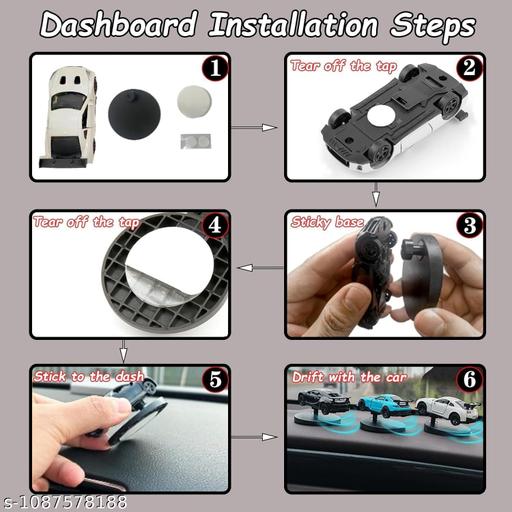 Dashboard Installation Steps
1
Tear off the tap
2
Sticky base
3
Tear off the tap
4
Stick to the dash
5
Drift with the car
6
s-1087578188